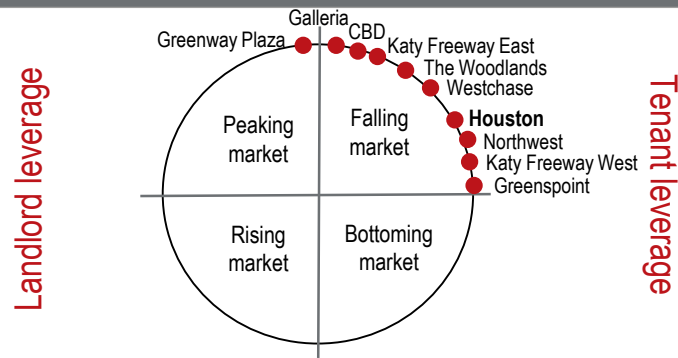 Galleria
Greenway Plaza
CBD
Katy Freeway East
The Woodlands
Westchase
Houston
Northwest
Katy Freeway West
Greenspoint
Peaking
market
Falling
market
Rising
market
Bottoming
market
Landlord leverage
Tenant leverage